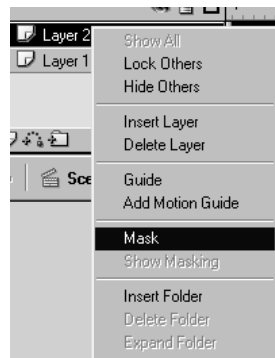 Layer 2
Layer 1
Show All
Lock Others
Hide Others
Insert Layer
Delete Layer
Guide
Add Motion Guide
Mask
Show Masking
Insert Folder
Delete Folder
Expand Folder